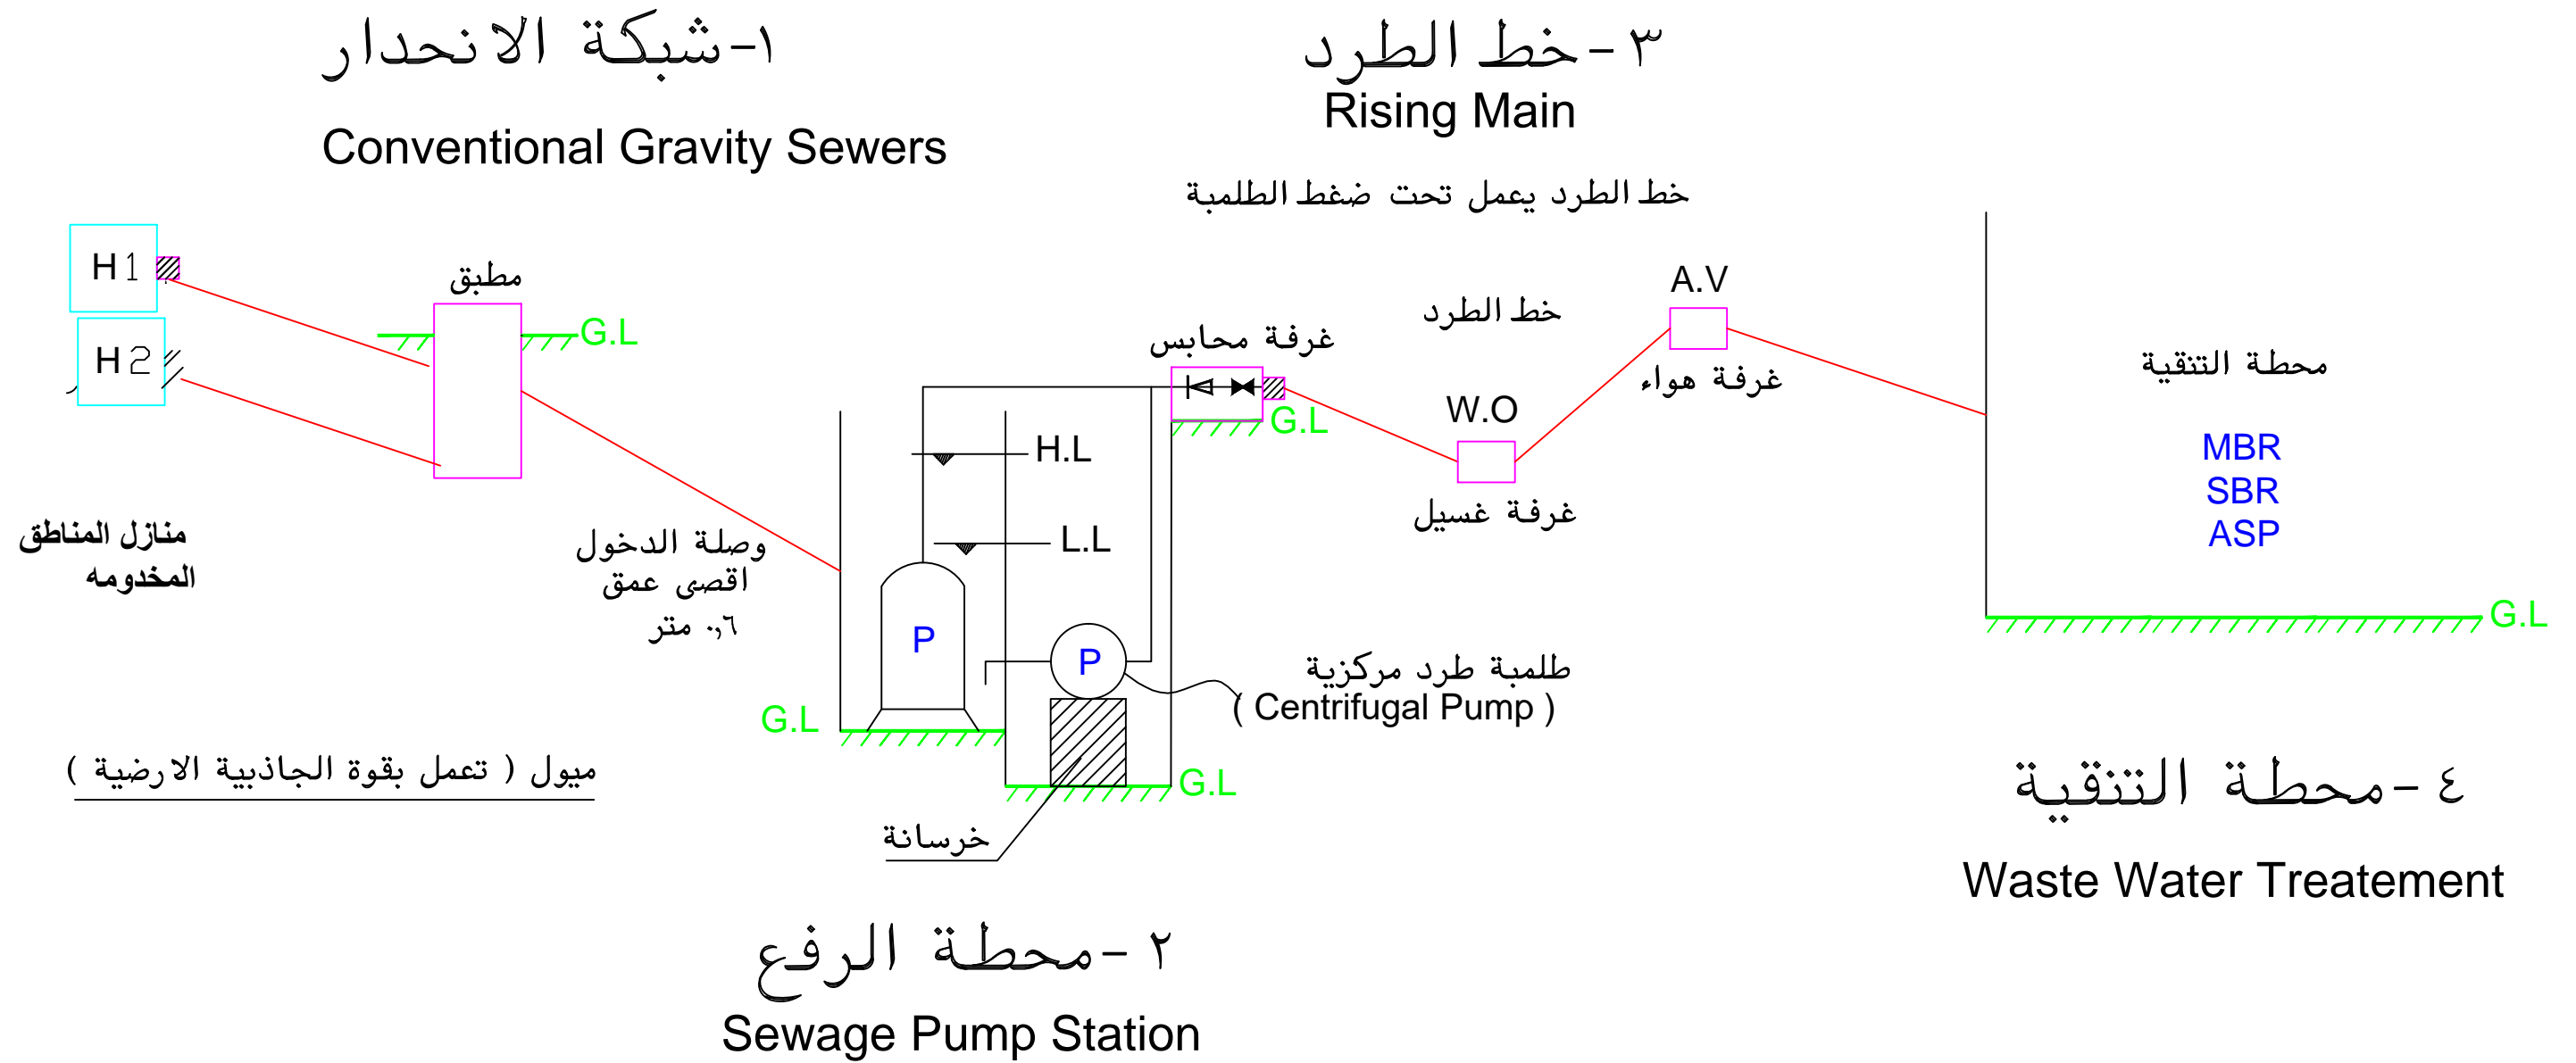 ١-شبكة الانحدار
Conventional Gravity Sewers
٣-خط الطرد
Rising Main
خط الطرد يعمل تحت ضغط الطلمبة
H1
H2
مطبق
G.L
منازل المناطق
المخدومه
وصلة الدخول
اقصى عمق
٠,٦ متر
ميول ( تعمل بقوة الجاذبية الارضية )
H.L
L.L
P
P
G.L
G.L
خرسانة
طلمبة طرد مركزية
( Centrifugal Pump )
غرفة محابس
G.L
خط الطرد
W.O
غرفة غسيل
A.V
غرفة هواء
محطة التنقية
MBR
SBR
ASP
G.L
٢-محطة الرفع
Sewage Pump Station
٤-محطة التنقية
Waste Water Treatement